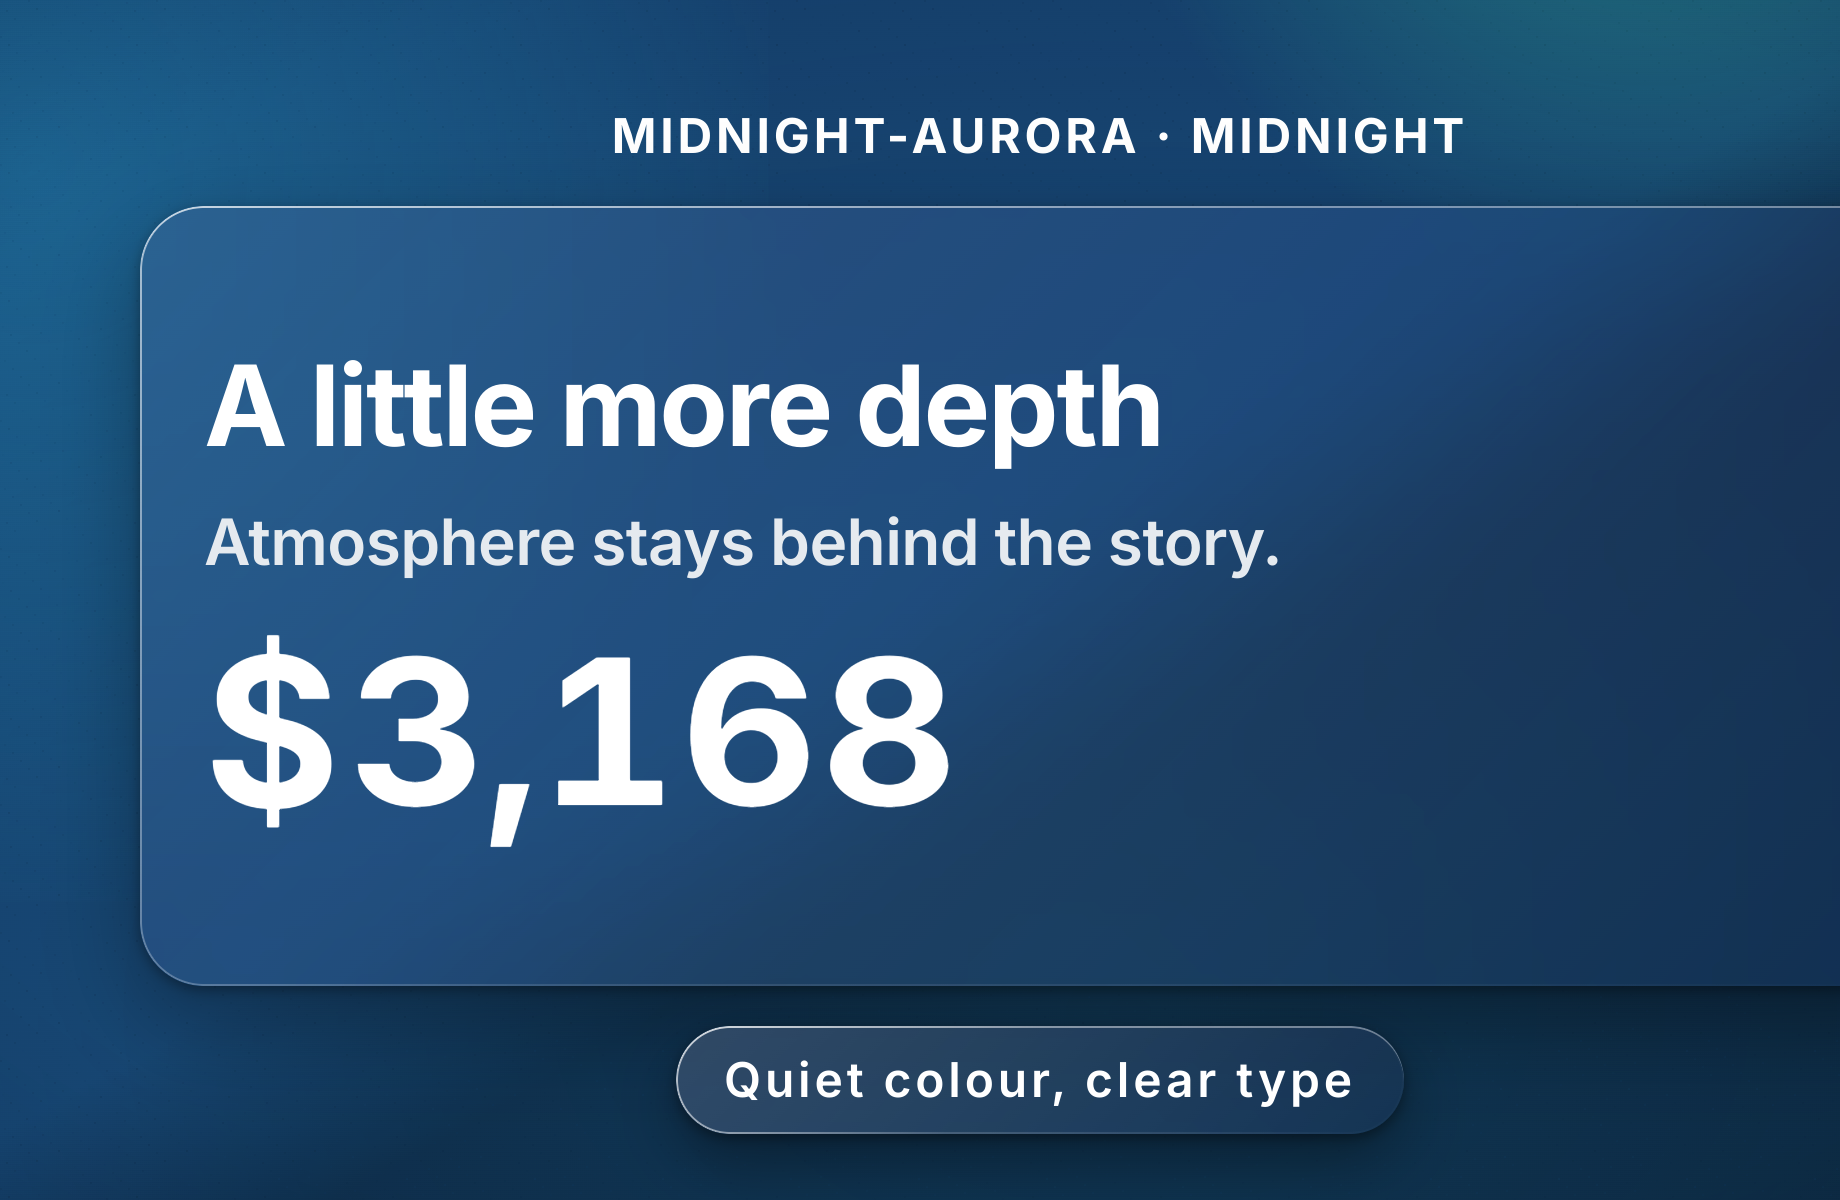 MIDNIGHT-AURORA · MIDNIGHT
A little more depth
Atmosphere stays behind the story.
$3,168
Quiet colour, clear type